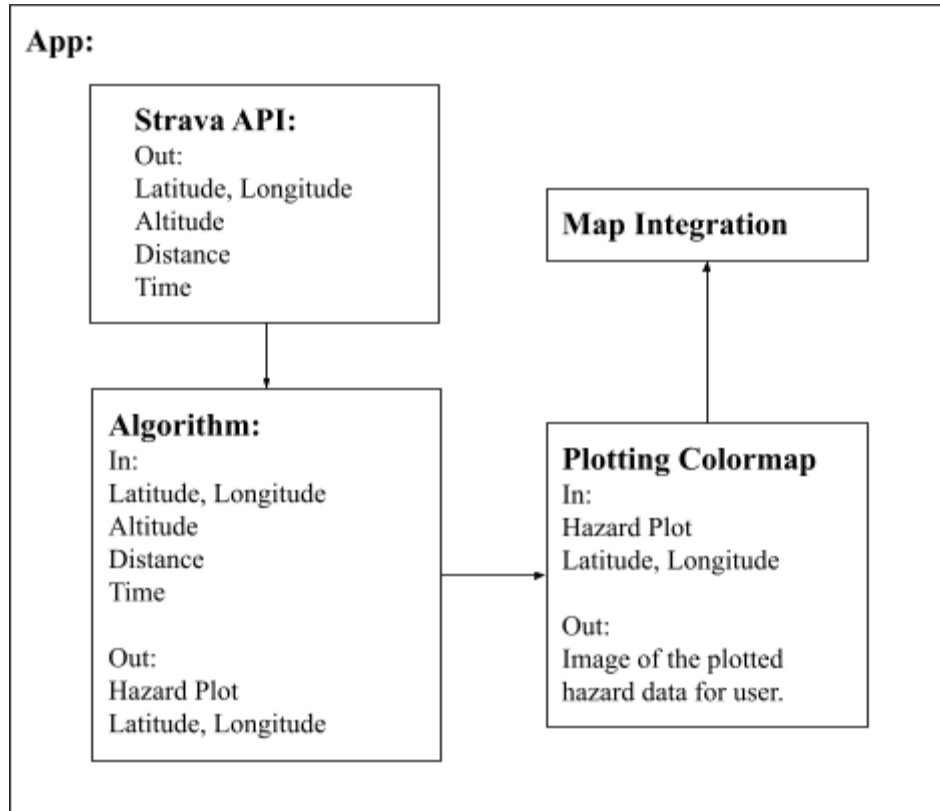 App:
Strava API:
Out:
Latitude, Longitude
Altitude
Distance
Time
Algorithm:
In:
Latitude, Longitude
Altitude
Distance
Time
Out:
Hazard Plot
Latitude, Longitude
Plotting Colormap
In:
Hazard Plot
Latitude, Longitude
Out:
Image of the plotted
hazard data for user.
Map Integration